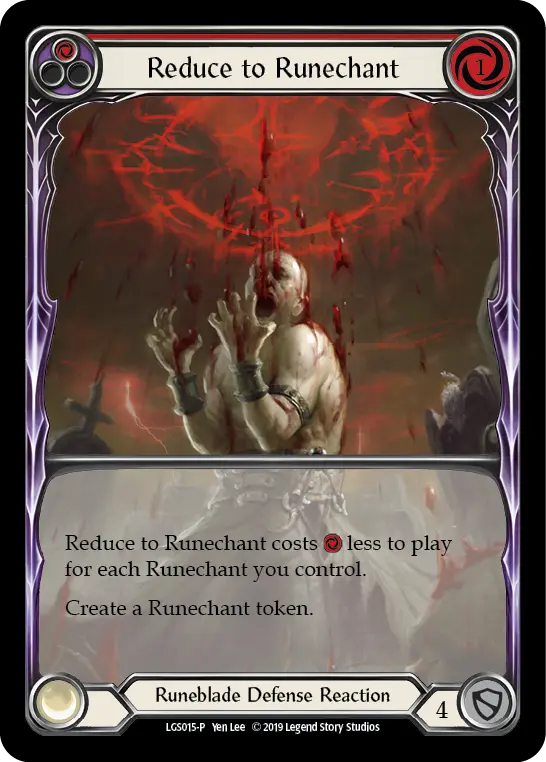 Reduce to Runechant
1
Reduce to Runechant costs less to play
for each Runechant you control.
Create a Runechant token.
Runeblade Defense Reaction
4
LGS015-P Yen Lee © 2019 Legend Story Studios